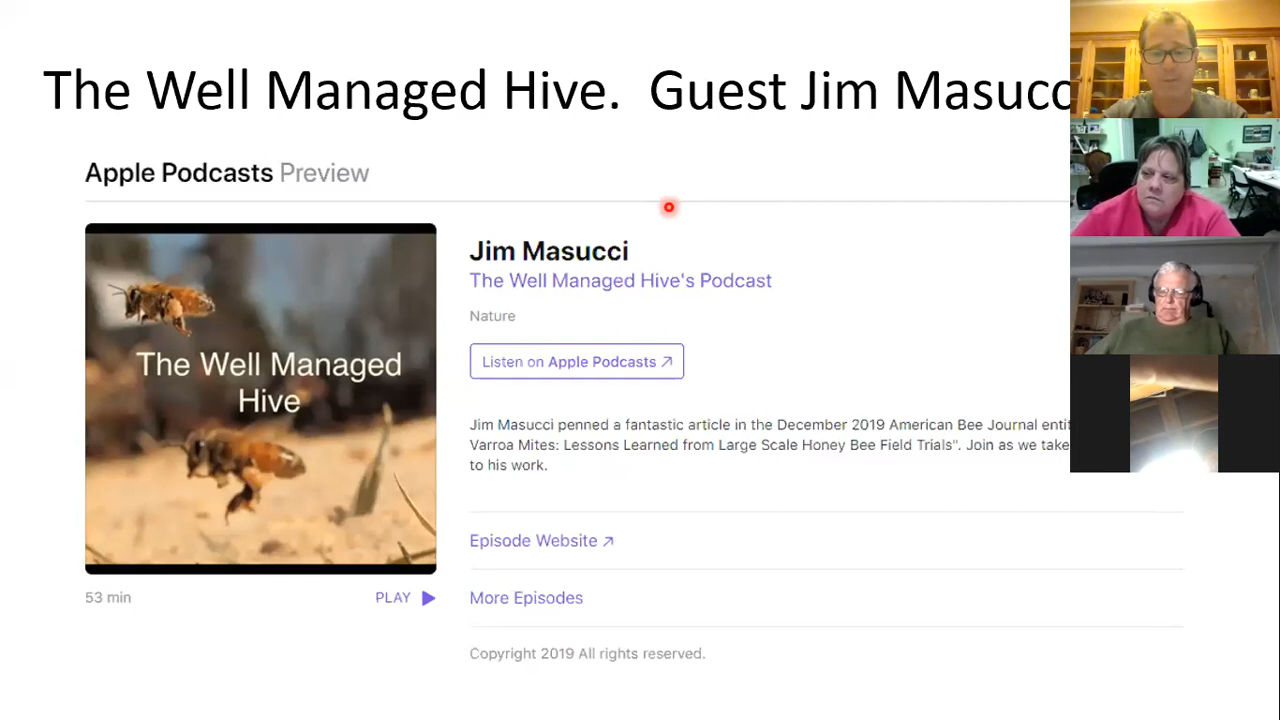 The Well Managed Hive. Guest Jim Masucc
Apple Podcasts Preview
The Well Managed
Hive
53 min
PLAY
Jim Masucci
The Well Managed Hive's Podcast
Nature
Listen on Apple Podcasts ↗
Jim Masucci penned a fantastic article in the December 2019 American Bee Journal enti
Varroa Mites: Lessons Learned from Large Scale Honey Bee Field Trials". Join as we take
to his work.
Episode Website ↗
More Episodes
Copyright 2019 All rights reserved.